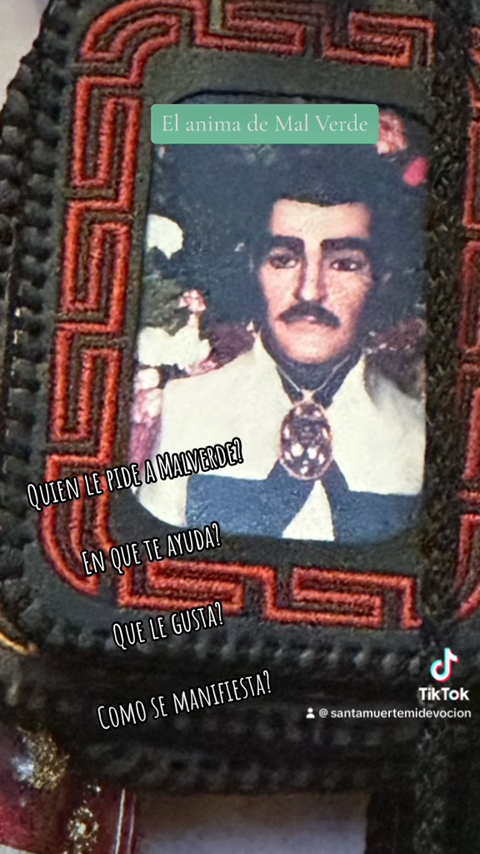 El anima de Mal Verde
Quien le pide a Malverde?
En que te ayuda?
Que le gusta?
Como se manifiesta?
TikTok
@santamuertemidevocion